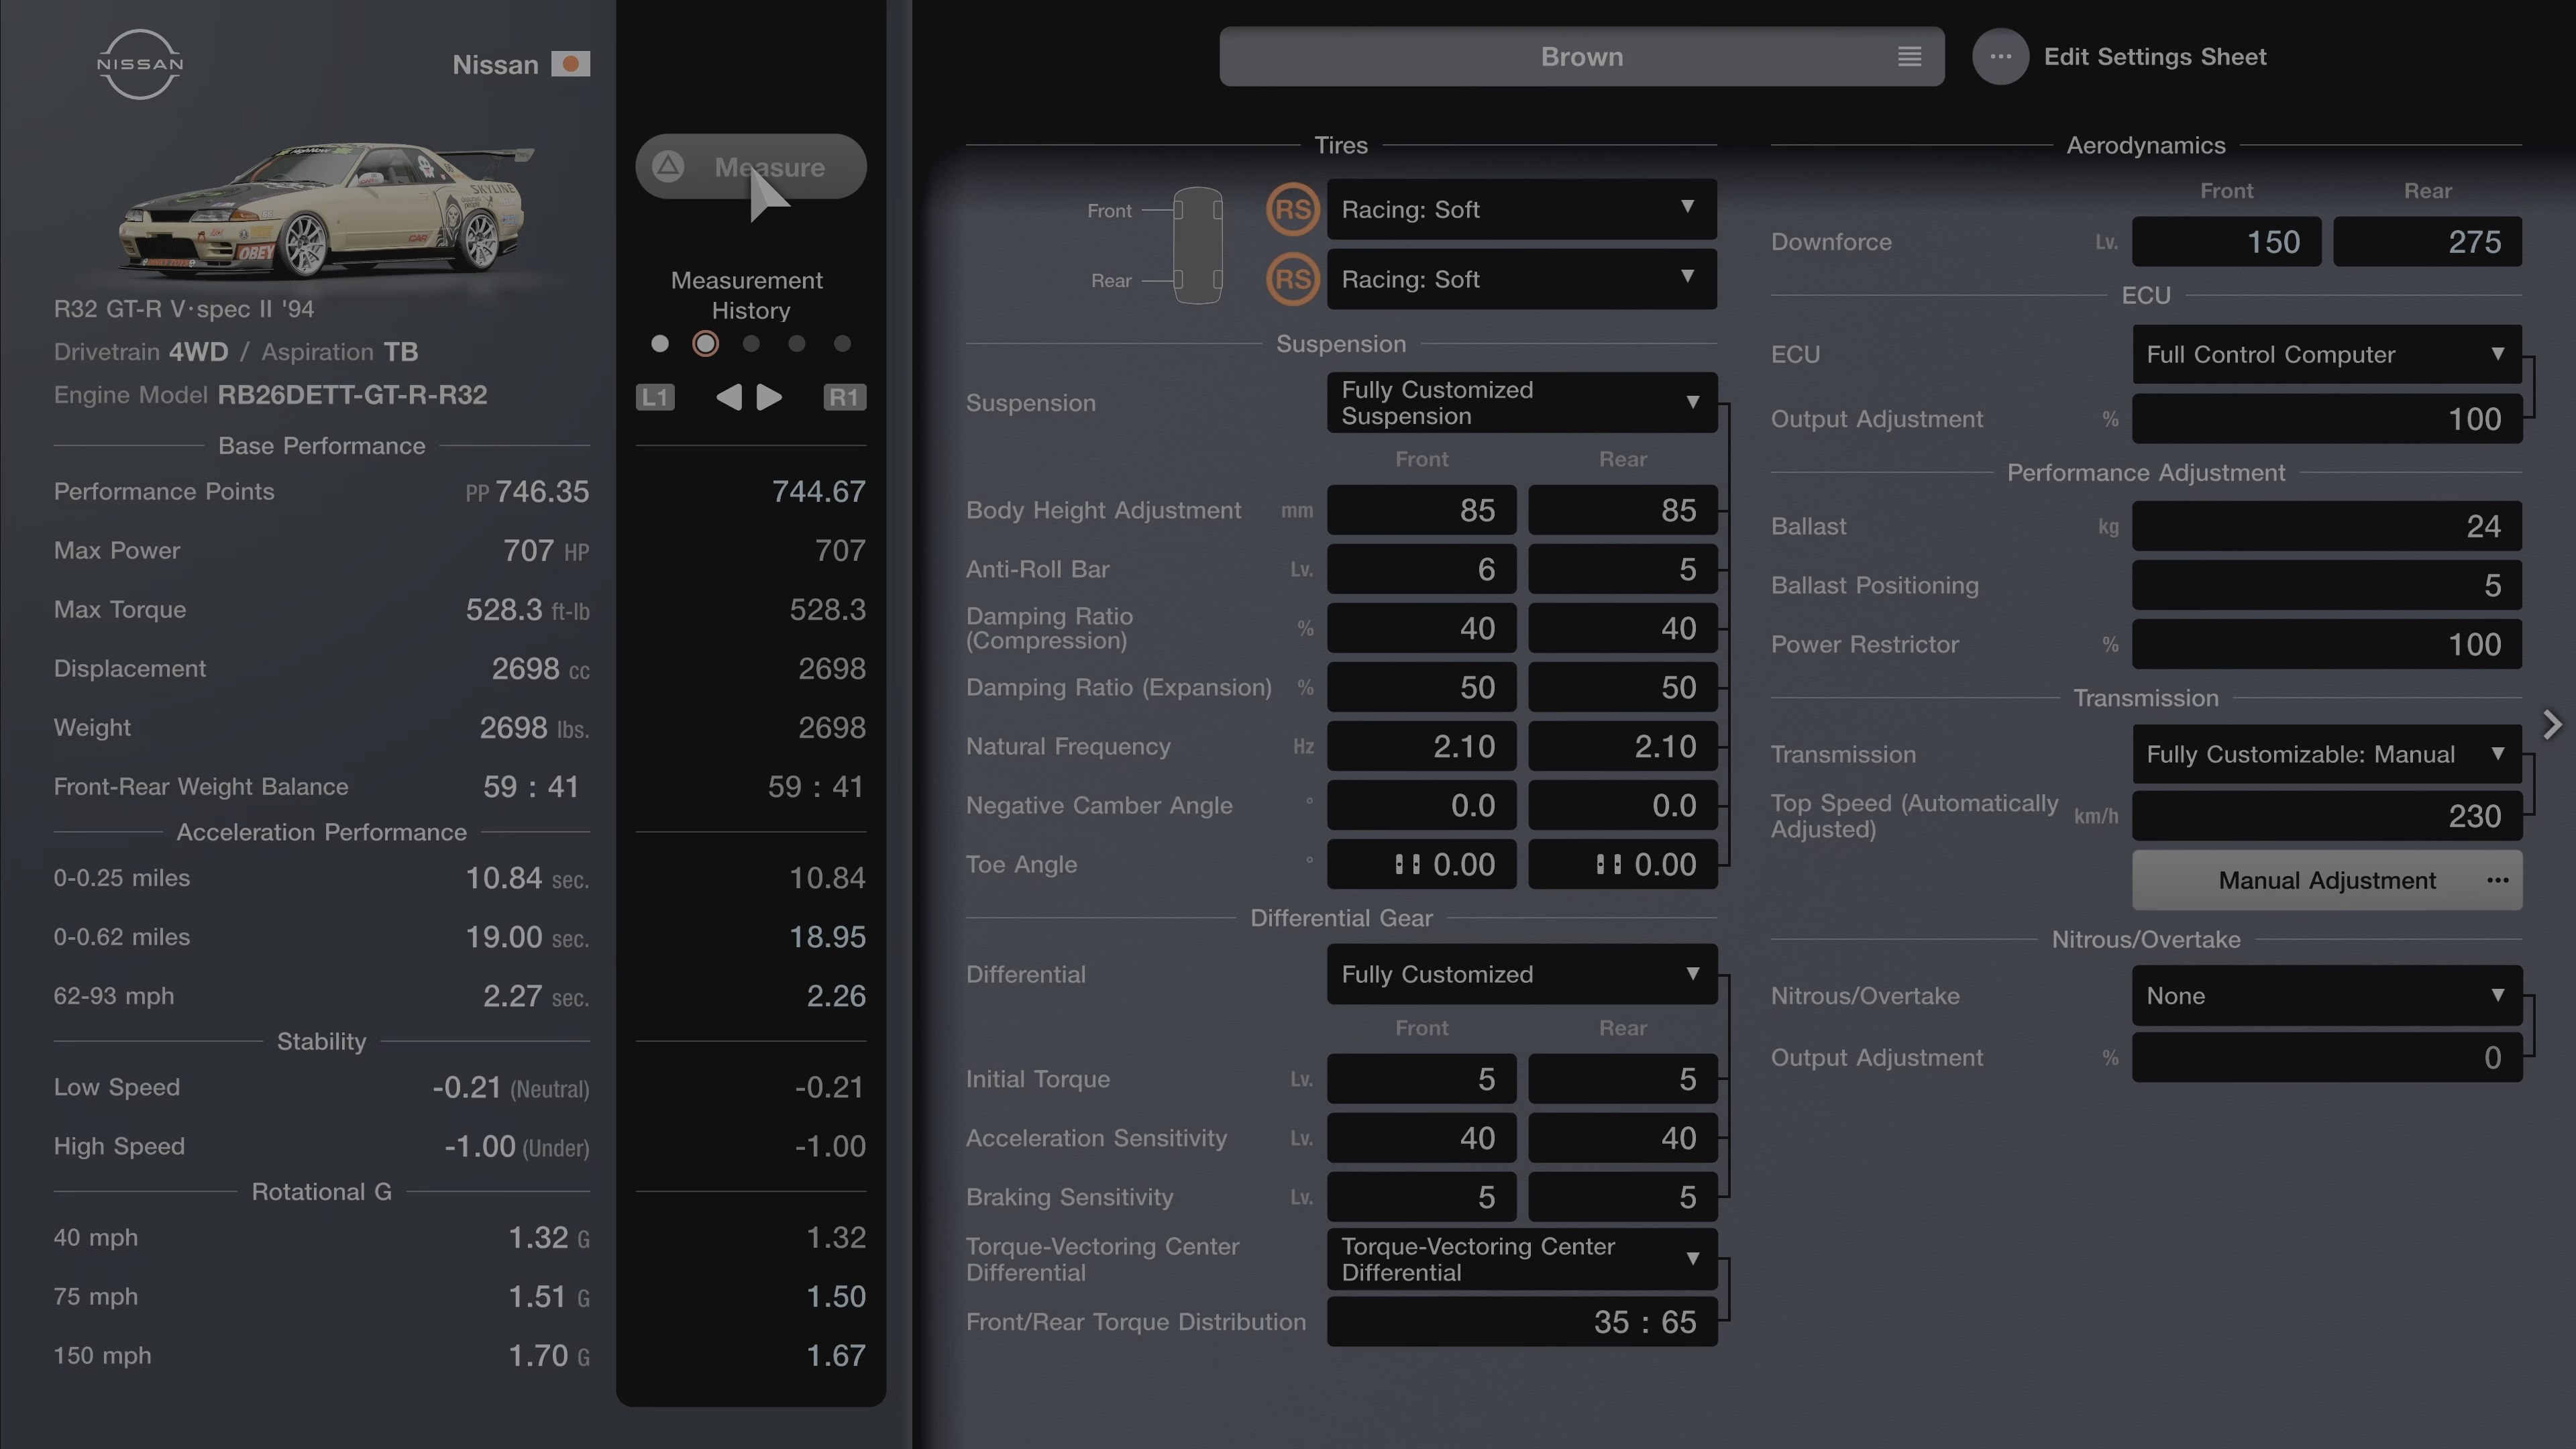 NISSAN
Nissan
SKYLINE
OBEY
R32 GT-R V·spec II '94
Drivetrain 4WD / Aspiration TB
Engine Model RB26DETT-GT-R-R32
Base Performance
Performance Points PP 746.35
Max Power 707 HP
Max Torque 528.3 ft-lb
Displacement 2698 cc
Weight 2698 lbs.
Front-Rear Weight Balance 59 : 41
Acceleration Performance
0-0.25 miles 10.84 sec.
0-0.62 miles 19.00 sec.
62-93 mph 2.27 sec.
Stability
Low Speed -0.21 (Neutral)
High Speed -1.00 (Under)
Rotational G
40 mph 1.32 G
75 mph 1.51 G
150 mph 1.70 G
Measure
Measurement
History
L1 R1
744.67
707
528.3
2698
2698
59 : 41
10.84
18.95
2.26
-0.21
-1.00
1.32
1.50
1.67
Brown
Edit Settings Sheet
Tires
Front RS Racing: Soft
Rear RS Racing: Soft
Suspension
Suspension Fully Customized
Suspension
Front Rear
Body Height Adjustment mm 85 85
Anti-Roll Bar Lv. 6 5
Damping Ratio
(Compression) % 40 40
Damping Ratio (Expansion) % 50 50
Natural Frequency Hz 2.10 2.10
Negative Camber Angle ° 0.0 0.0
Toe Angle ° 0.00 0.00
Differential Gear
Differential Fully Customized
Front Rear
Initial Torque Lv. 5 5
Acceleration Sensitivity Lv. 40 40
Braking Sensitivity Lv. 5 5
Torque-Vectoring Center
Differential
Torque-Vectoring Center
Differential
Front/Rear Torque Distribution 35 : 65
Aerodynamics
Front Rear
Downforce Lv. 150 275
ECU
ECU Full Control Computer
Output Adjustment % 100
Performance Adjustment
Ballast kg 24
Ballast Positioning 5
Power Restrictor % 100
Transmission
Transmission Fully Customizable: Manual
Top Speed (Automatically
Adjusted) km/h 230
Manual Adjustment
Nitrous/Overtake
Nitrous/Overtake None
Output Adjustment % 0